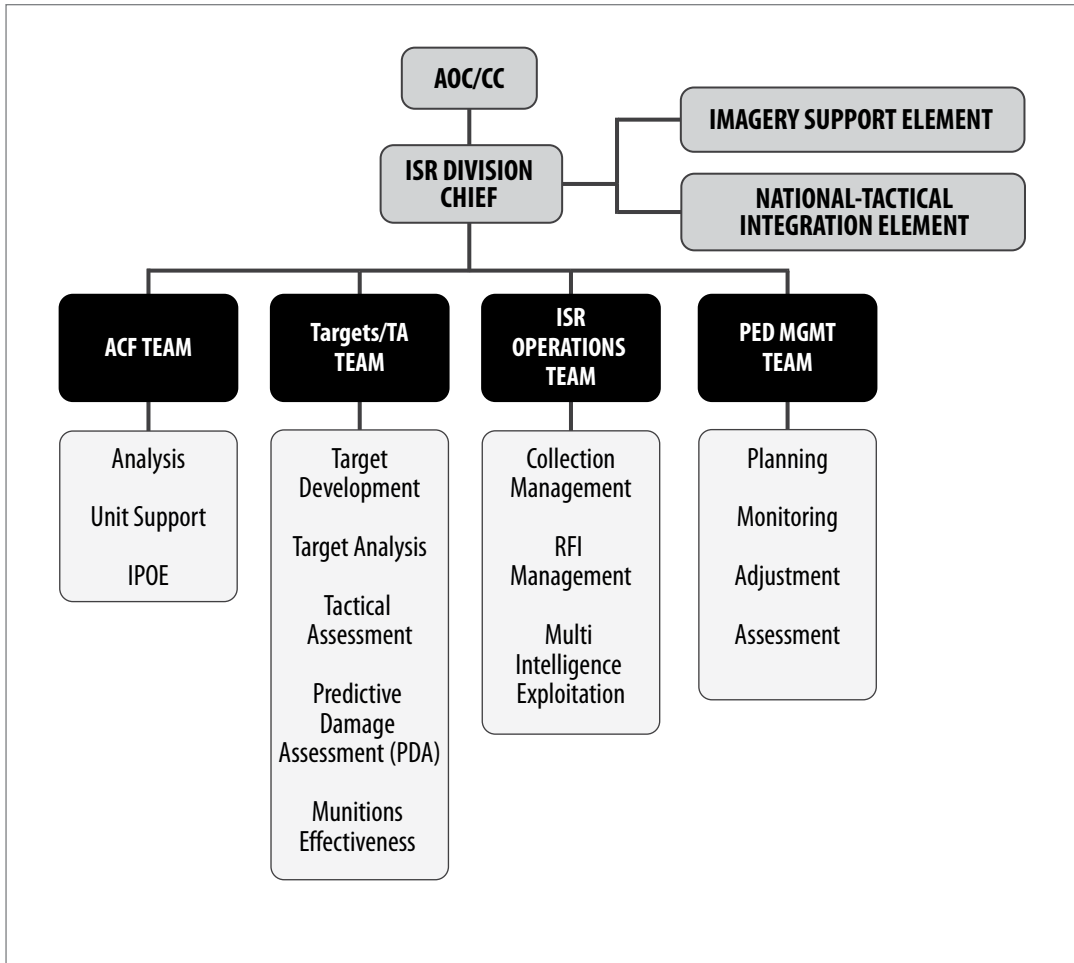 AOC/CC
ISR DIVISION
CHIEF
IMAGERY SUPPORT ELEMENT
NATIONAL-TACTICAL
INTEGRATION ELEMENT
ACF TEAM
Analysis
Unit Support
IPOE
Targets/TA
TEAM
Target
Development
Target Analysis
Tactical
Assessment
Predictive
Damage
Assessment (PDA)
Munitions
Effectiveness
ISR
OPERATIONS
TEAM
Collection
Management
RFI
Management
Multi
Intelligence
Exploitation
PED MGMT
TEAM
Planning
Monitoring
Adjustment
Assessment